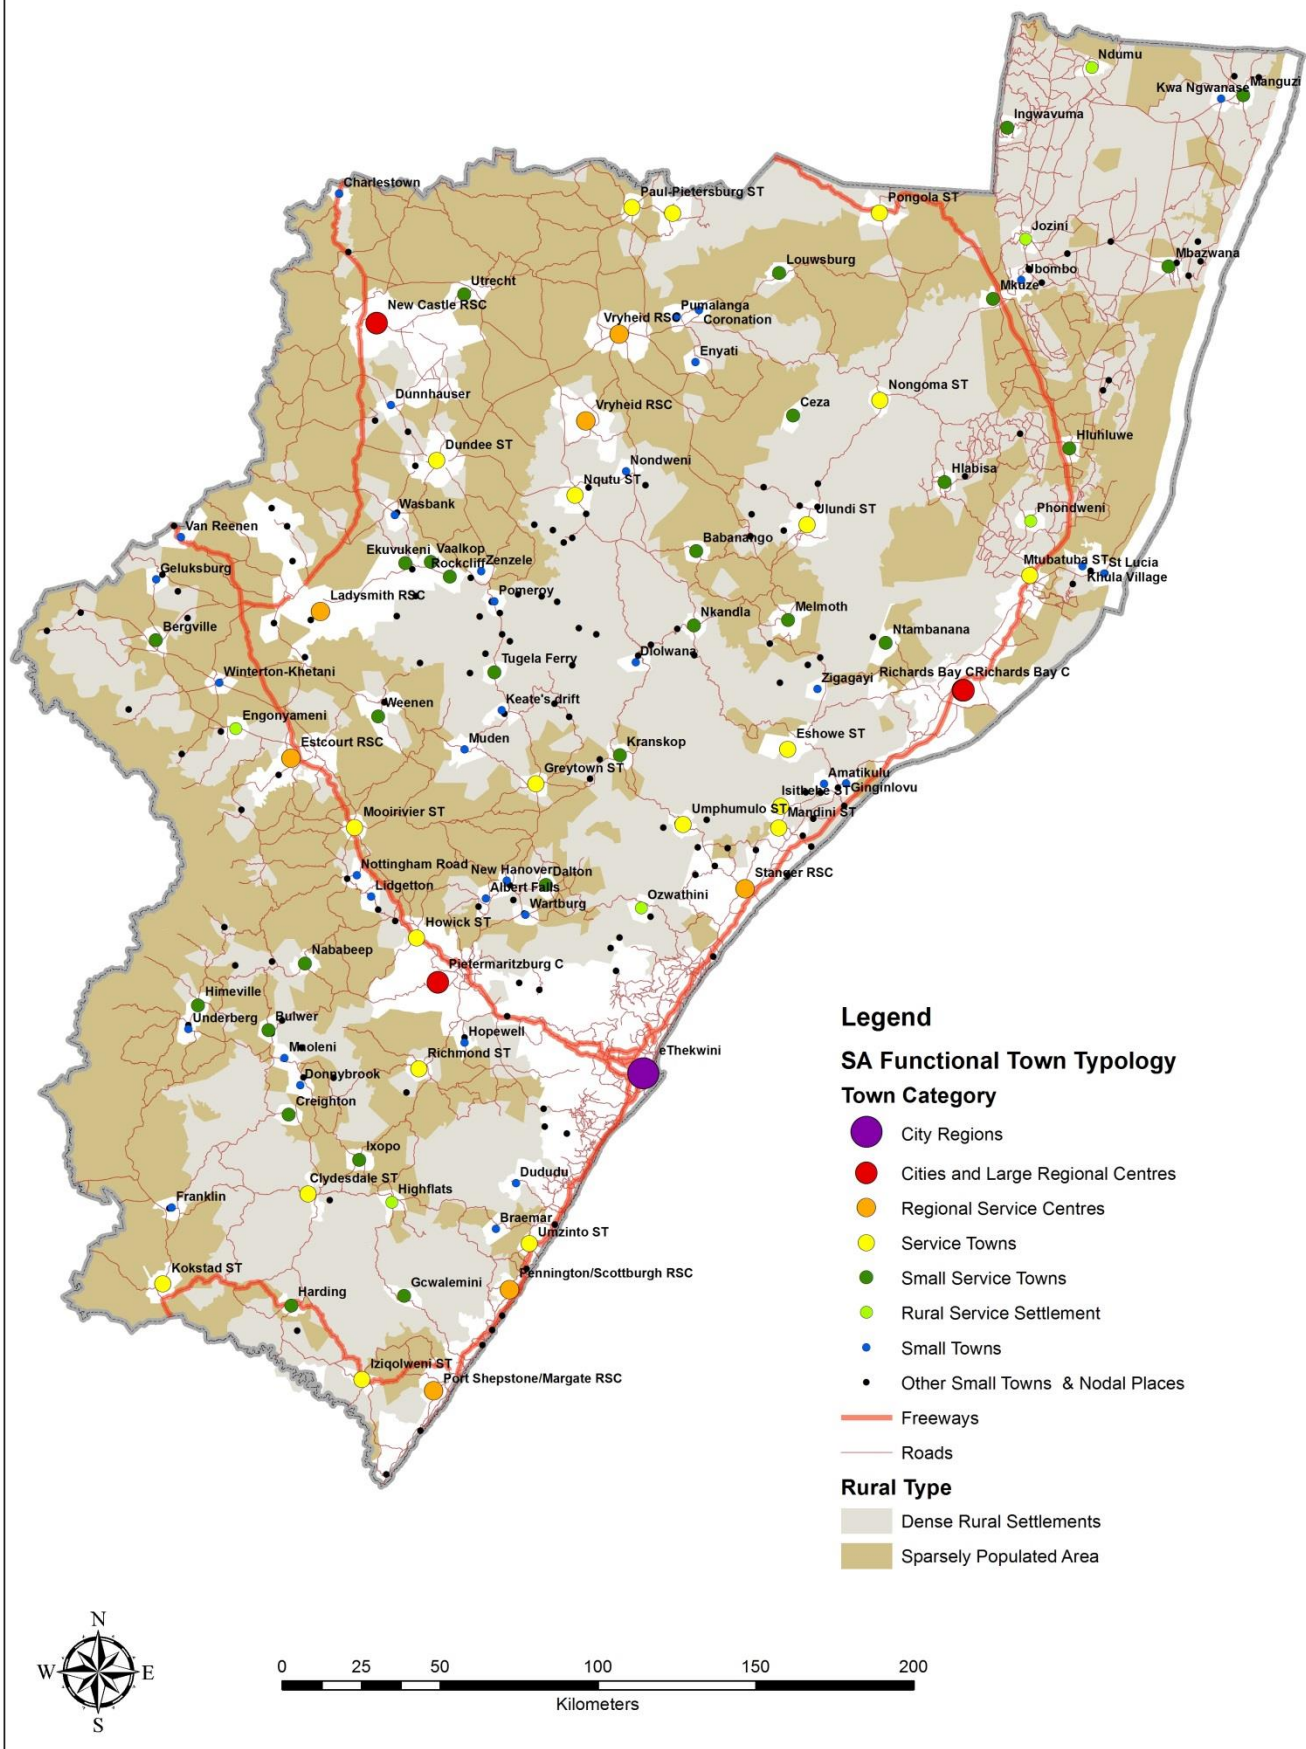 Ndumu
Kwa Ngwanase
Manguzi
Ingwavuma
Charlestown
Paul-Pietersburg ST
Pongola ST
Jozini
Mbazwana
Louwsburg
Ubombo
Utrecht
Mkuze
New Castle RSC
Pumalanga
Vryheid RSC
Coronation
Enyati
Dunnhauser
Nongoma ST
Vryheid RSC
Ceza
Dundee ST
Hluhluwe
Nondweni
Hlabisa
Nqutu ST
Wasbank
Phondweni
Ulundi ST
Van Reenen
Babanango
Ekuvukeni
Vaalkop
Rockcliff
Zenzele
Mtubatuba ST
St Lucia
Geluksburg
Khula Village
Pomeroy
Ladysmith RSC
Melmoth
Nkandla
Bergville
Ntambanana
Dlolwana
Tugela Ferry
Winterton-Khetani
Zigagayi
Richards Bay C
Richards Bay C
Weenen
Keate's drift
Engonyameni
Eshowe ST
Estcourt RSC
Muden
Kranskop
Greytown ST
Amatikulu
Isithebe ST
Ginginlovu
Mooirivier ST
Umphumulo ST
Mandini ST
Nottingham Road
New Hanover
Dalton
Stanger RSC
Lidgetton
Albert Falls
Ozwathini
Wartburg
Howick ST
Nababeep
Pietermaritzburg C
Himeville
Underberg
Bulwer
Hopewell
eThekwini
Mqoleni
Richmond ST
Donnybrook
Creighton
Ixopo
Clydesdale ST
Dududu
Highflats
Franklin
Braemar
Umzinto ST
Kokstad ST
Pennington/Scottburgh RSC
Gcwalemini
Harding
Iziqolweni ST
Port Shepstone/Margate RSC
Legend
SA Functional Town Typology
Town Category
City Regions
Cities and Large Regional Centres
Regional Service Centres
Service Towns
Small Service Towns
Rural Service Settlement
Small Towns
Other Small Towns & Nodal Places
Freeways
Roads
Rural Type
Dense Rural Settlements
Sparsely Populated Area
N
W
E
S
0 25 50 100 150 200
Kilometers